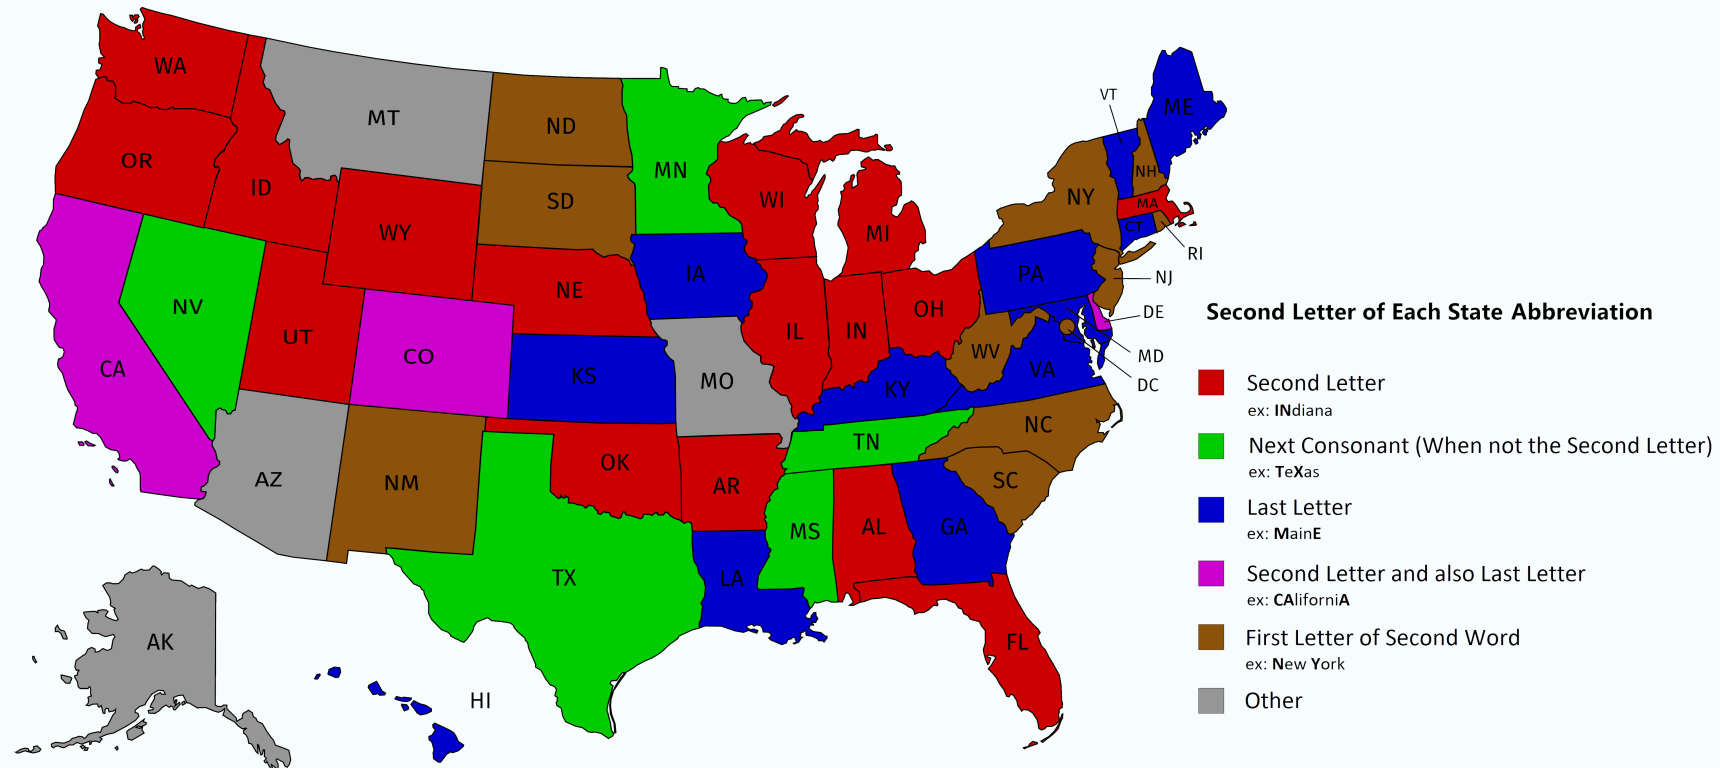 WA
MT
ND
MN
VT
ME
OR
ID
SD
WI
NY
NH
MA
WY
MI
CT
RI
NV
NE
IA
PA
NJ
UT
CO
IL
IN
OH
DE
CA
KS
MO
KY
WV
VA
MD
DC
AZ
NM
OK
AR
TN
NC
SC
TX
LA
MS
AL
GA
AK
HI
FL
Second Letter of Each State Abbreviation
Second Letter
ex: INdiana
Next Consonant (When not the Second Letter)
ex: TeXas
Last Letter
ex: MainE
Second Letter and also Last Letter
ex: CAliforniA
First Letter of Second Word
ex: New York
Other